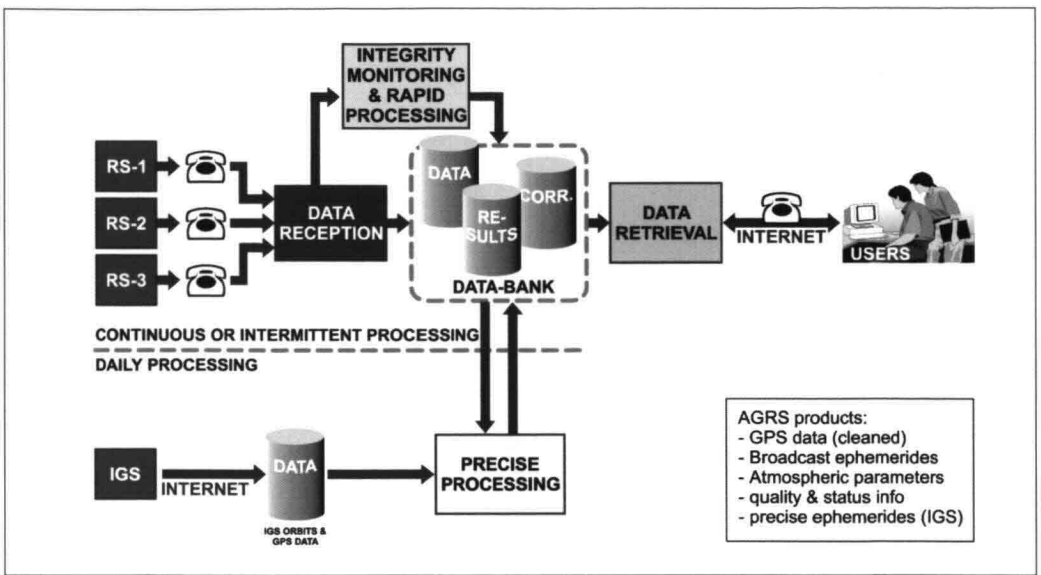 INTEGRITY
MONITORING
& RAPID
PROCESSING
RS-1
RS-2
RS-3
DATA
RECEPTION
DATA
CORR.
RE-
SULTS
DATA-BANK
DATA
RETRIEVAL
INTERNET
USERS
CONTINUOUS OR INTERMITTENT PROCESSING
DAILY PROCESSING
IGS
INTERNET
DATA
IGS ORBITS &
GPS DATA
PRECISE
PROCESSING
AGRS products:
- GPS data (cleaned)
- Broadcast ephemerides
- Atmospheric parameters
- quality & status info
- precise ephemerides (IGS)